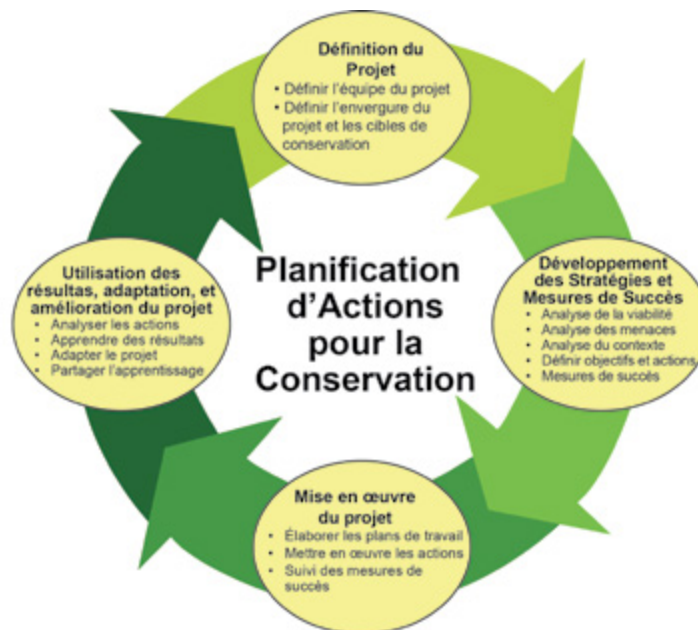 Définition du
Projet
• Définir l'équipe du projet
• Définir l'envergure du
projet et les cibles de
conservation
Planification
d'Actions
pour la
Conservation
Développement
des Stratégies et
Mesures de Succès
• Analyse de la viabilité
• Analyse des menaces
• Analyse du contexte
• Définir objectifs et actions
• Mesures de succès
Mise en œuvre
du projet
• Élaborer les plans de travail
• Mettre en œuvre les actions
• Suivi des mesures de
succès
Utilisation des
résultas, adaptation, et
amélioration du projet
• Analyser les actions
• Apprendre des résultats
• Adapter le projet
• Partager l'apprentissage